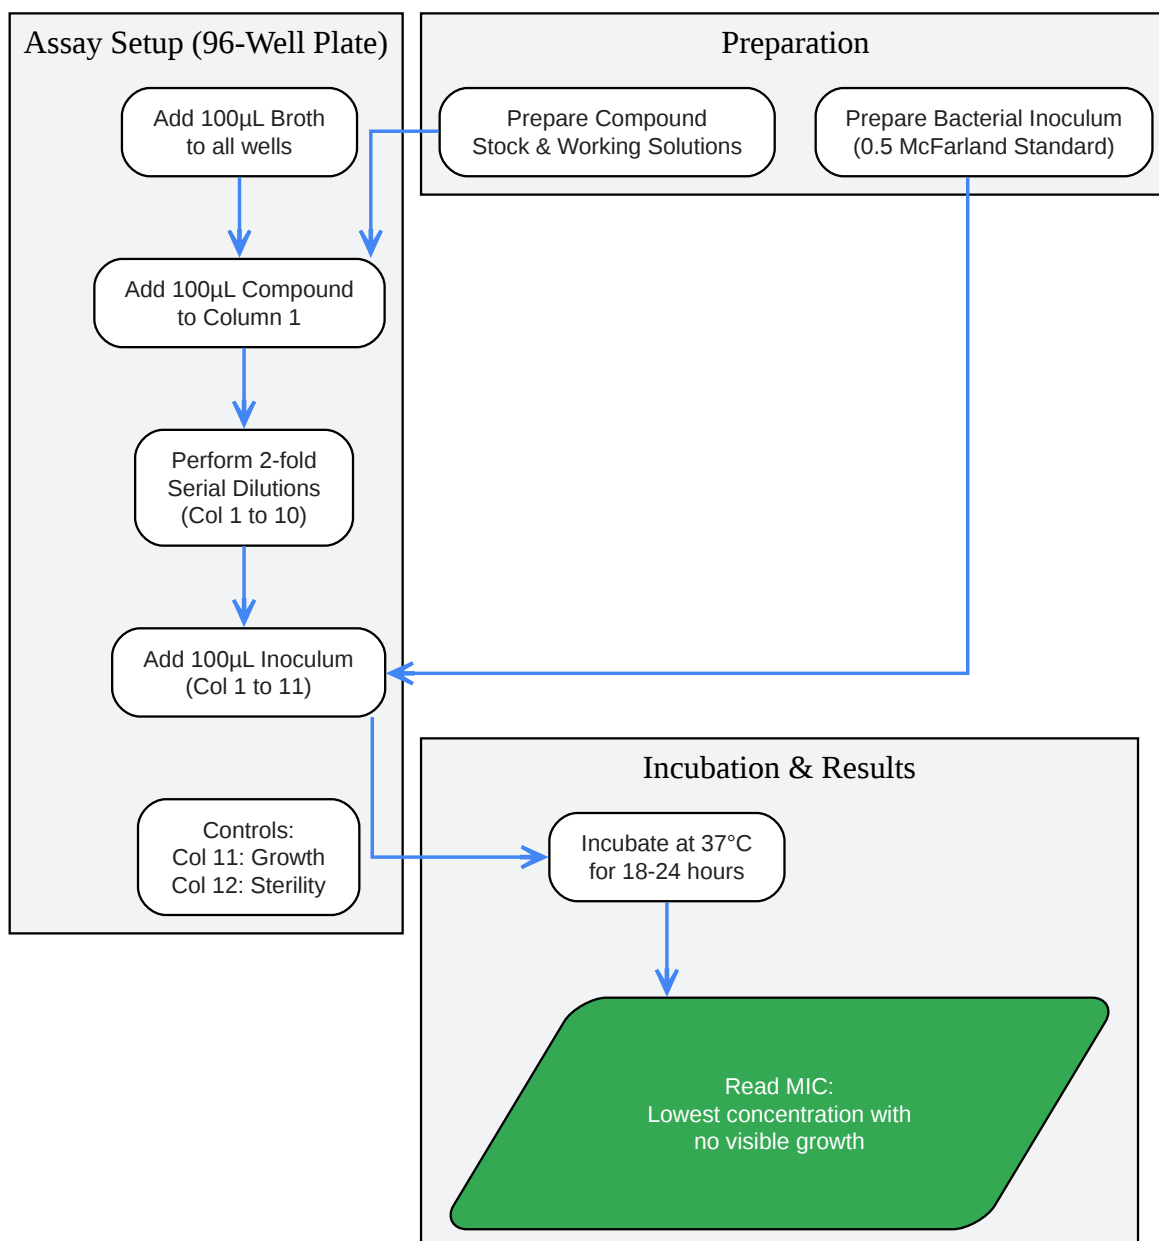 Assay Setup (96-Well Plate)
Add 100µL Broth
to all wells
Add 100µL Compound
to Column 1
Perform 2-fold
Serial Dilutions
(Col 1 to 10)
Add 100µL Inoculum
(Col 1 to 11)
Controls:
Col 11: Growth
Col 12: Sterility
Preparation
Prepare Compound
Stock & Working Solutions
Prepare Bacterial Inoculum
(0.5 McFarland Standard)
Incubation & Results
Incubate at 37°C
for 18-24 hours
Read MIC:
Lowest concentration with
no visible growth